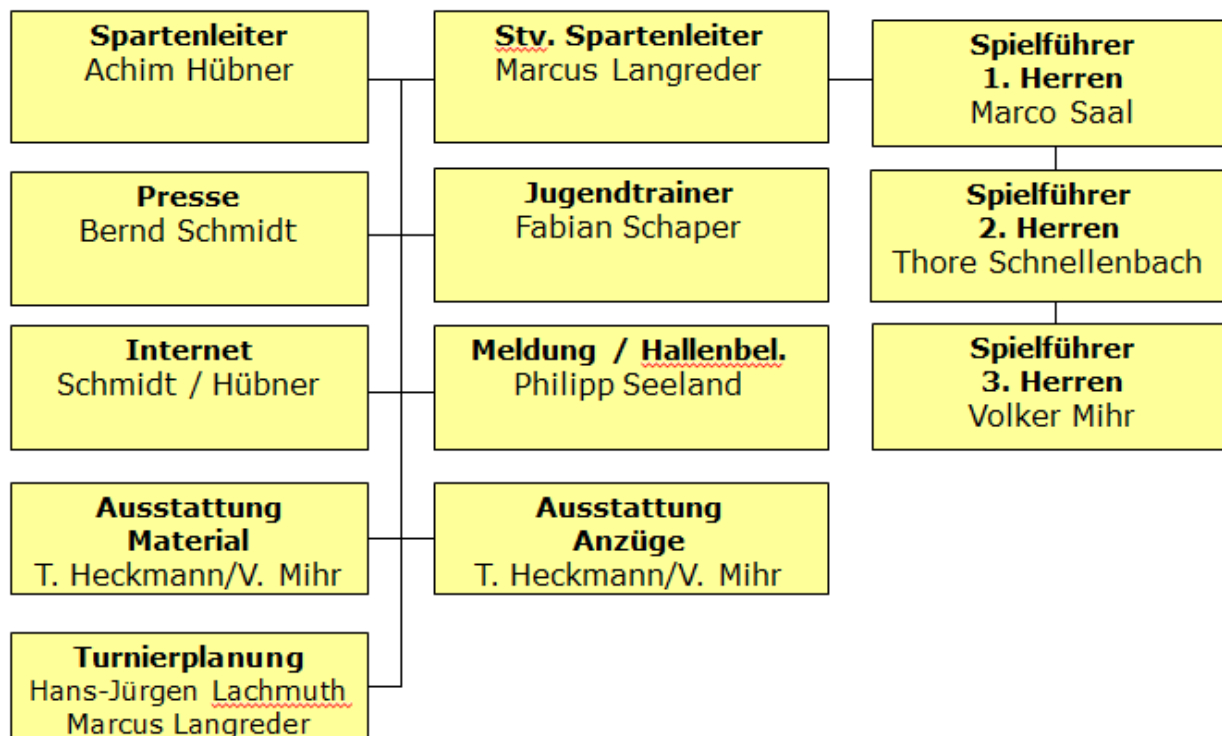 Spartenleiter
Achim Hübner
Stv. Spartenleiter
Marcus Langreder
Spielführer
1. Herren
Marco Saal
Presse
Bernd Schmidt
Jugendtrainer
Fabian Schaper
Spielführer
2. Herren
Thore Schnellenbach
Internet
Schmidt / Hübner
Meldung / Hallenbel.
Philipp Seeland
Spielführer
3. Herren
Volker Mihr
Ausstattung
Material
T. Heckmann/V. Mihr
Ausstattung
Anzüge
T. Heckmann/V. Mihr
Turnierplanung
Hans-Jürgen Lachmuth
Marcus Langreder